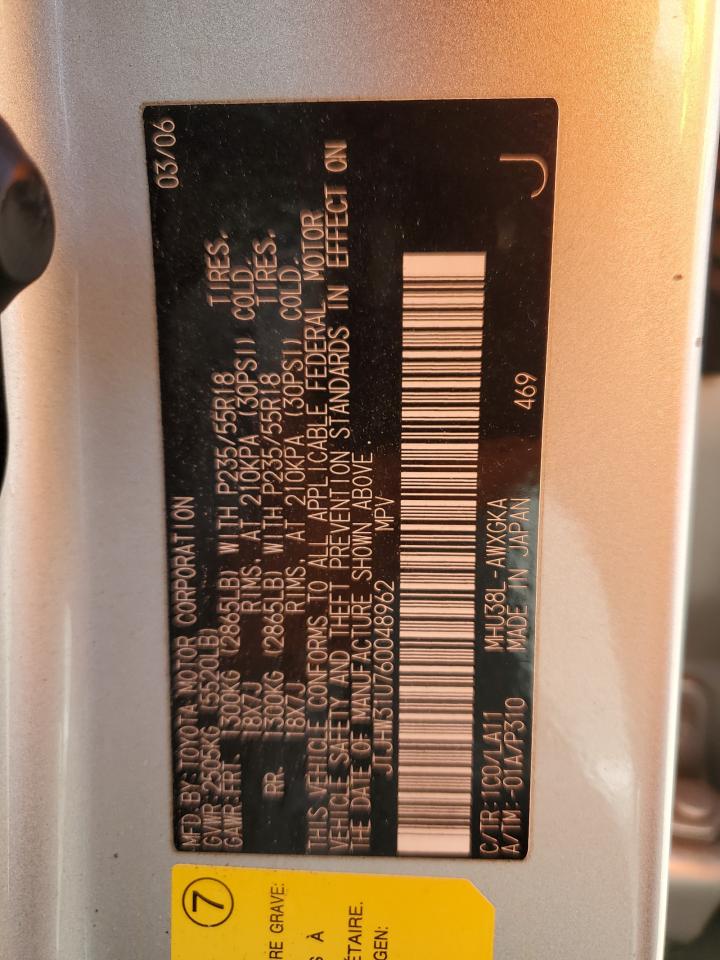 MFD. BY: TOYOTA MOTOR CORPORATION 03/06
GVWR: 2505KG (5520LB)
GAWR: FRT. 1300KG (2865LB) WITH P235/55R18 TIRES.
18X7J RIMS, AT 210KPA (30PSI) COLD.
RR. 1300KG (2865LB) WITH P235/55R18 TIRES.
18X7J RIMS, AT 210KPA (30PSI) COLD.
THIS VEHICLE CONFORMS TO ALL APPLICABLE FEDERAL MOTOR
VEHICLE SAFETY AND THEFT PREVENTION STANDARDS IN EFFECT ON
THE DATE OF MANUFACTURE SHOWN ABOVE.
JTJHW31U760048962 MPV
C/TR: 1C0/LA11 MHU38L-AWXGKA
A/TM: -01A/P310 MADE IN JAPAN 469 J
7
RE GRAVE:
À
ÉTAIRE.
GEN: